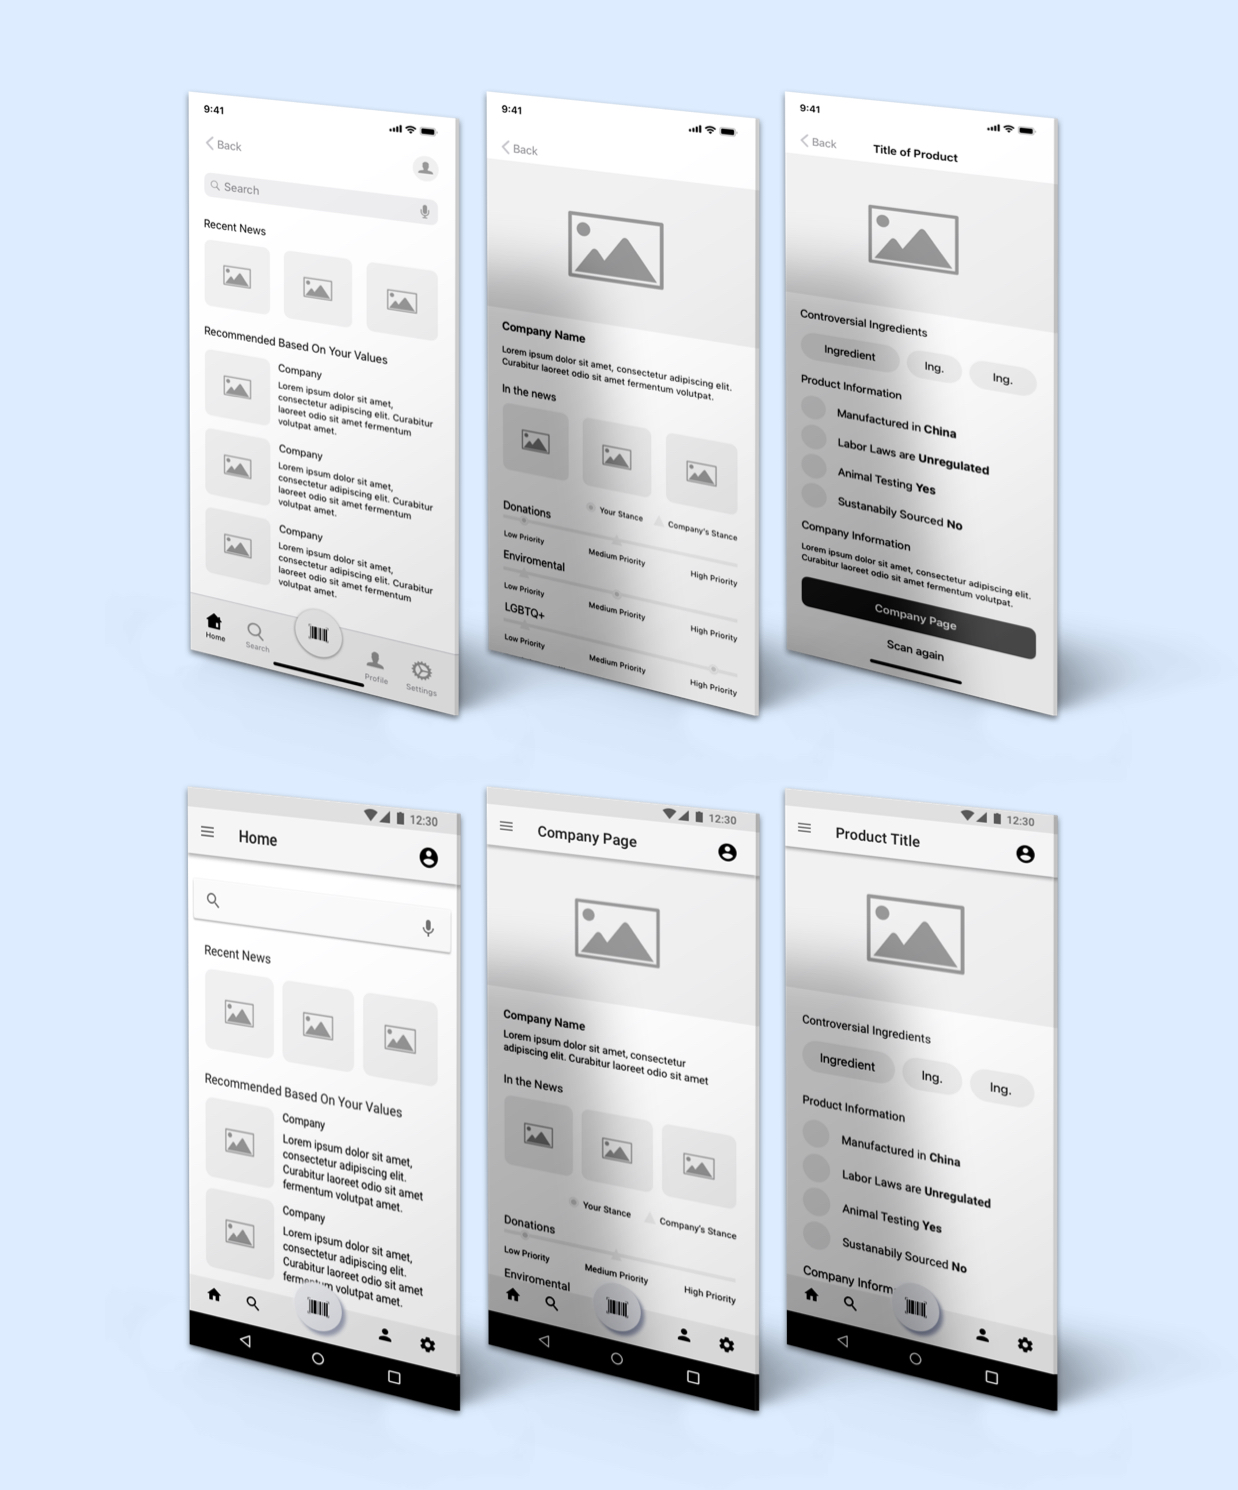 9:41
Back
Search
Recent News
Recommended Based On Your Values
Company
Lorem ipsum dolor sit amet,
consectetur adipiscing elit. Curabitur
laoreet odio sit amet fermentum
volutpat amet.
Company
Lorem ipsum dolor sit amet,
consectetur adipiscing elit. Curabitur
laoreet odio sit amet fermentum
volutpat amet.
Company
Lorem ipsum dolor sit amet,
consectetur adipiscing elit. Curabitur
laoreet odio sit amet fermentum
volutpat amet.
Home
Search
Profile
Settings
9:41
Back
Company Name
Lorem ipsum dolor sit amet, consectetur adipiscing elit.
Curabitur laoreet odio sit amet fermentum volutpat.
In the news
Donations
Your Stance
Company's Stance
Low Priority
Medium Priority
High Priority
Enviromental
Low Priority
Medium Priority
High Priority
LGBTQ+
Low Priority
Medium Priority
High Priority
9:41
Back
Title of Product
Controversial Ingredients
Ingredient
Ing.
Ing.
Product Information
Manufactured in China
Labor Laws are Unregulated
Animal Testing Yes
Sustanabily Sourced No
Company Information
Lorem ipsum dolor sit amet, consectetur adipiscing elit.
Curabitur laoreet odio sit amet fermentum volutpat.
Company Page
Scan again
12:30
Home
Recent News
Recommended Based On Your Values
Company
Lorem ipsum dolor sit amet,
consectetur adipiscing elit.
Curabitur laoreet odio sit amet
fermentum volutpat amet.
Company
Lorem ipsum dolor sit amet,
consectetur adipiscing elit.
Curabitur laoreet odio sit amet
fermentum volutpat amet.
12:30
Company Page
Company Name
Lorem ipsum dolor sit amet, consectetur
adipiscing elit. Curabitur laoreet odio sit amet
In the News
Your Stance
Company's Stance
Donations
Low Priority
Medium Priority
High Priority
Enviromental
12:30
Product Title
Controversial Ingredients
Ingredient
Ing.
Ing.
Product Information
Manufactured in China
Labor Laws are Unregulated
Animal Testing Yes
Sustanabily Sourced No
Company Inform